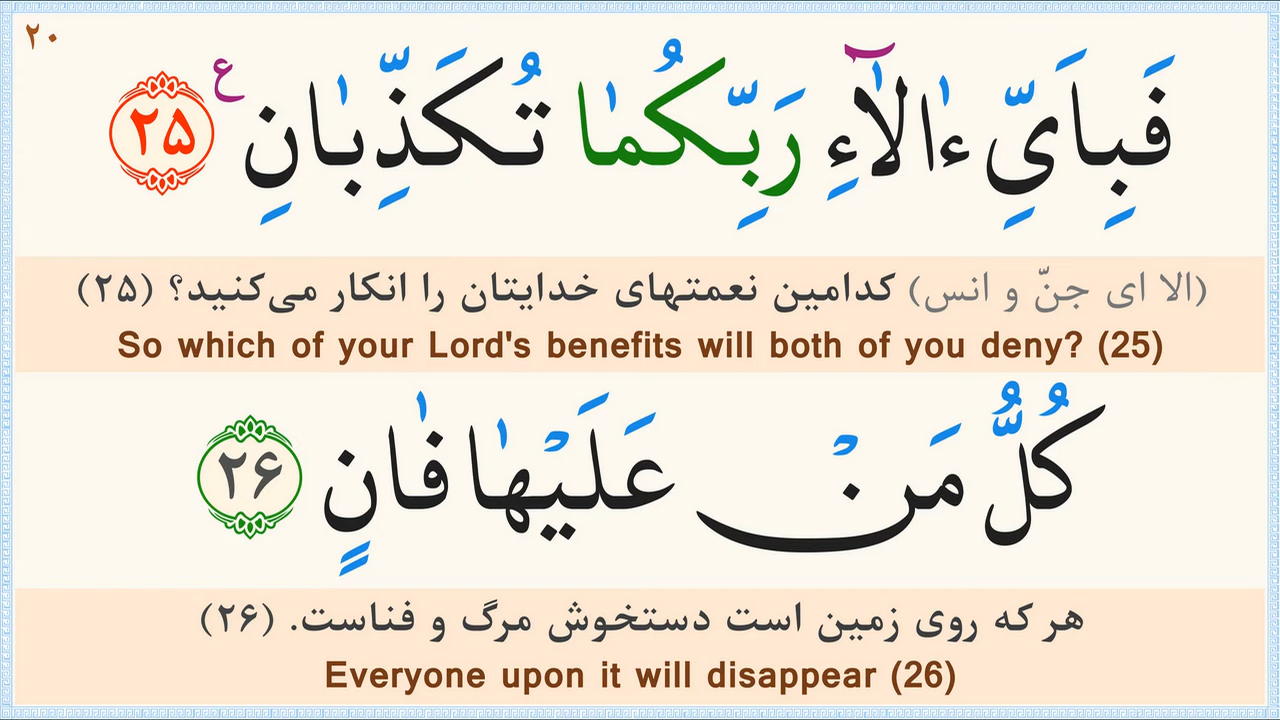 ۲۰
فَبِاَىِّ ءٰالٰٓاءِ رَبِّكُمٰا تُكَذِّبٰانِ ع ۲۵
(الا ای جنّ و انس) کدامین نعمتهای خدایتان را انکار می‌کنید؟ (۲۵)
So which of your Lord's benefits will both of you deny? (25)
كُلُّ مَنْ عَلَيْهٰا فٰانٍ ۲۶
هر که روی زمین است دستخوش مرگ و فناست. (۲۶)
Everyone upon it will disappear (26)